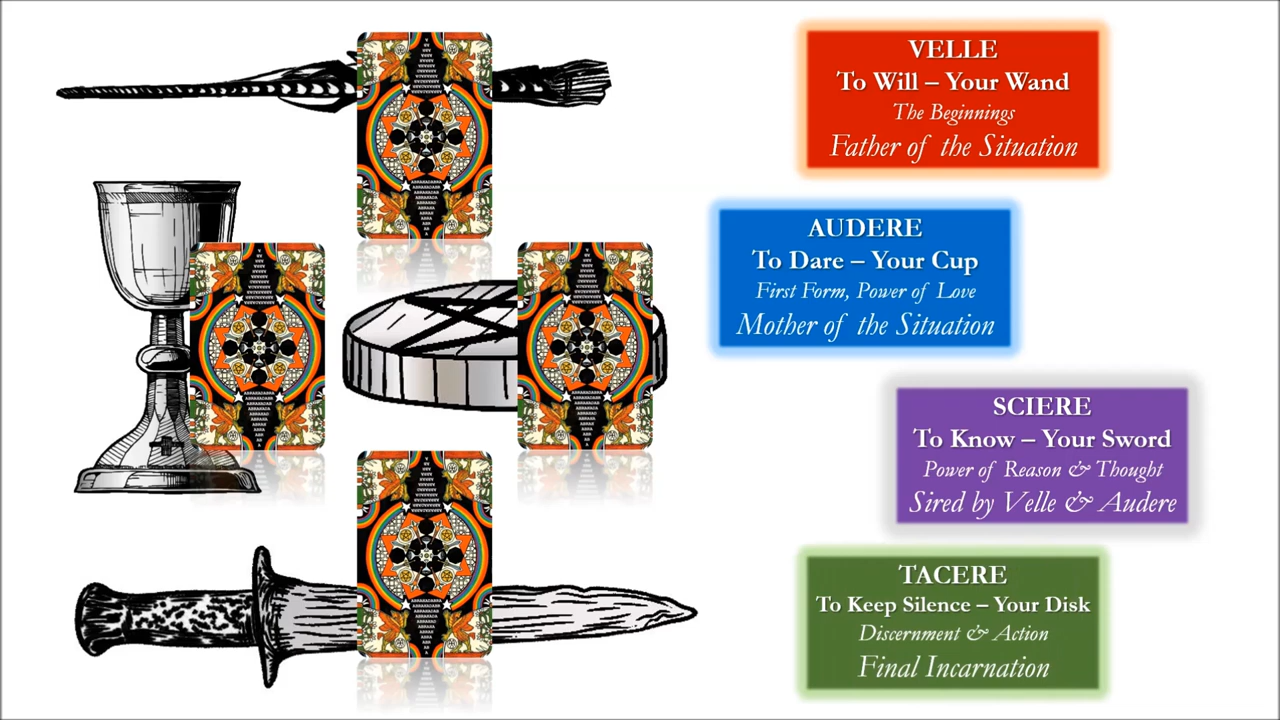 VELLE
To Will – Your Wand
The Beginnings
Father of the Situation
AUDERE
To Dare – Your Cup
First Form, Power of Love
Mother of the Situation
SCIERE
To Know – Your Sword
Power of Reason & Thought
Sired by Velle & Audere
TACERE
To Keep Silence – Your Disk
Discernment & Action
Final Incarnation